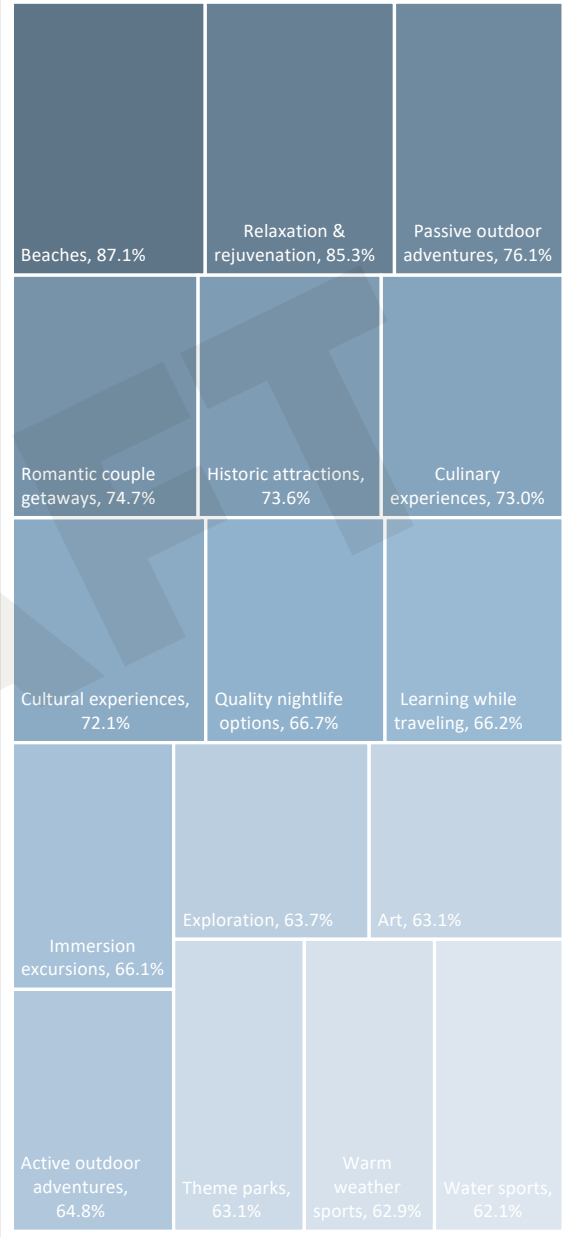 Beaches, 87.1%
Relaxation &
rejuvenation, 85.3%
Passive outdoor
adventures, 76.1%
Romantic couple
getaways, 74.7%
Historic attractions,
73.6%
Culinary
experiences, 73.0%
Cultural experiences,
72.1%
Quality nightlife
options, 66.7%
Learning while
traveling, 66.2%
Immersion
excursions, 66.1%
Exploration, 63.7%
Art, 63.1%
Active outdoor
adventures,
64.8%
Theme parks,
63.1%
Warm
weather
sports, 62.9%
Water sports,
62.1%
AFT